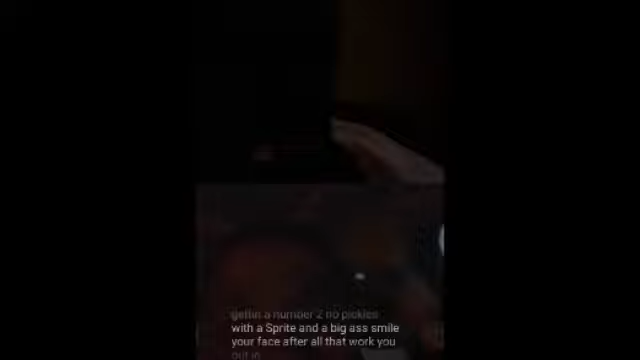 gettin a number 2 no pickles
with a Sprite and a big ass smile
your face after all that work you
put in